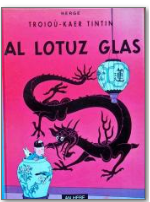 HERGÉ
TROIOÙ-KAER TINTIN
AL LOTUZ GLAS